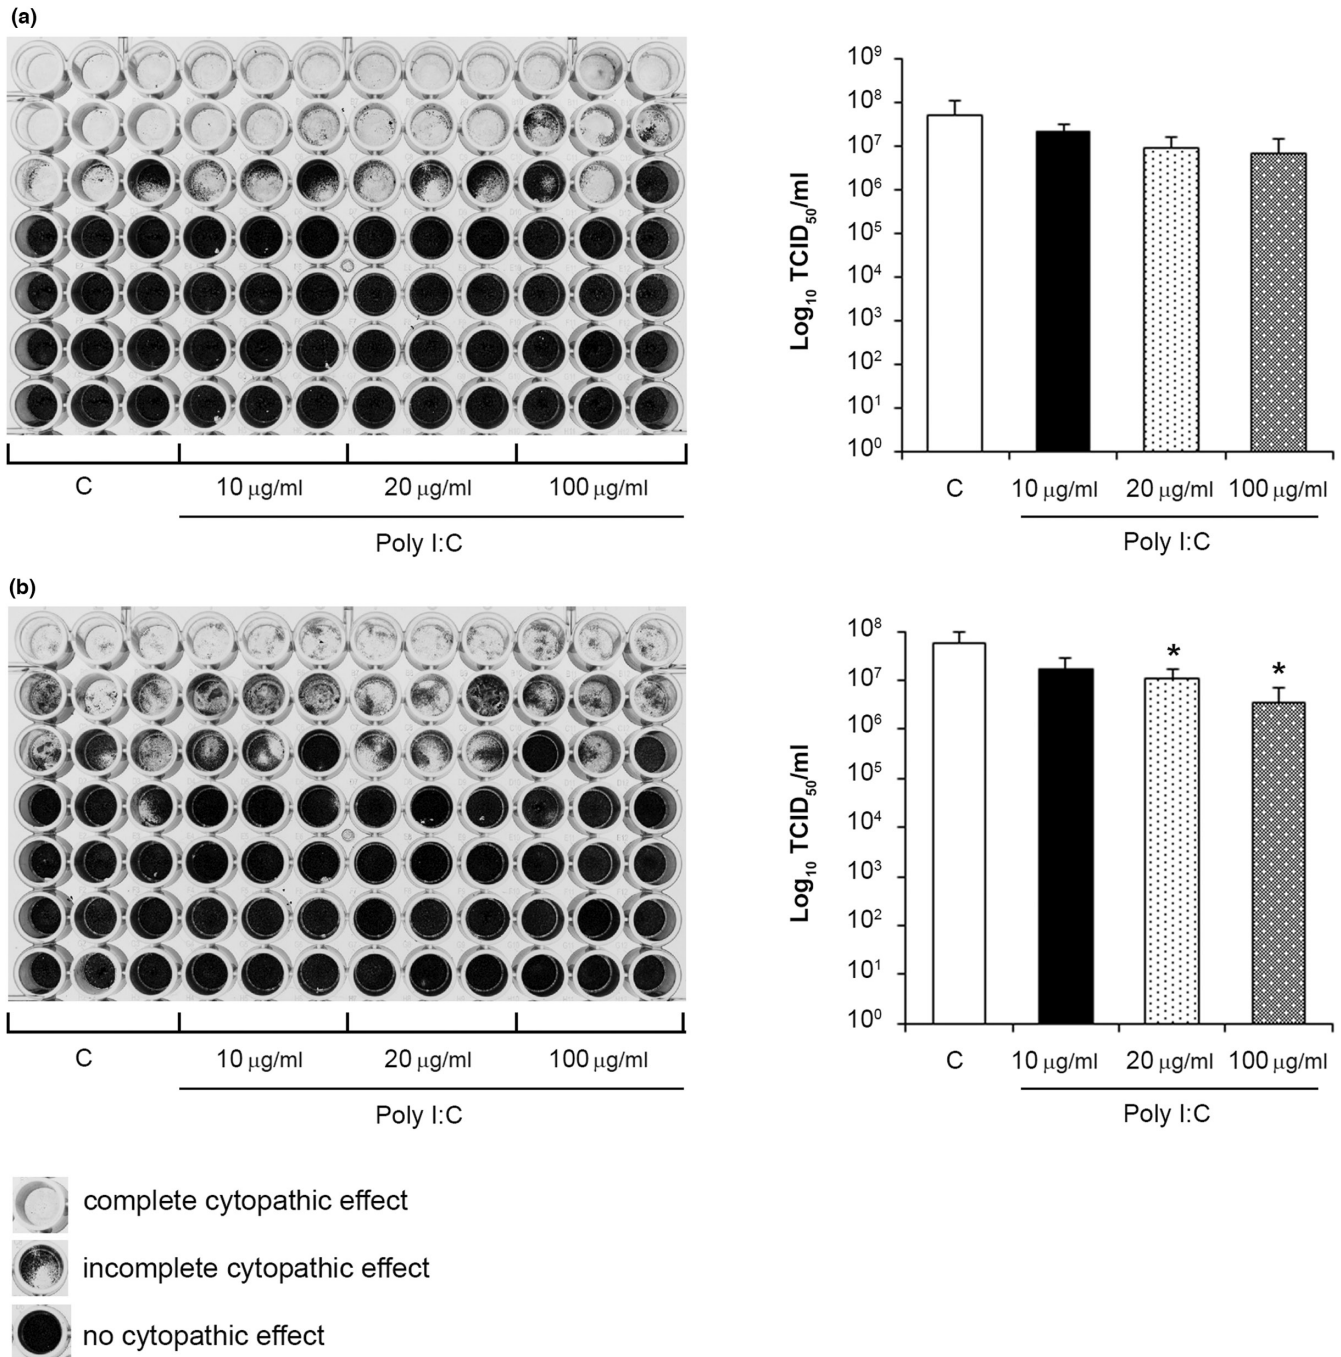 (a)
10⁹
10⁸
10⁷
10⁶
10⁵
10⁴
10³
10²
10¹
10⁰
Log₁₀ TCID₅₀/ml
C 10 µg/ml 20 µg/ml 100 µg/ml
Poly I:C
C 10 µg/ml 20 µg/ml 100 µg/ml
Poly I:C
(b)
10⁸
10⁷
10⁶
10⁵
10⁴
10³
10²
10¹
10⁰
Log₁₀ TCID₅₀/ml
* *
C 10 µg/ml 20 µg/ml 100 µg/ml
Poly I:C
C 10 µg/ml 20 µg/ml 100 µg/ml
Poly I:C
complete cytopathic effect
incomplete cytopathic effect
no cytopathic effect